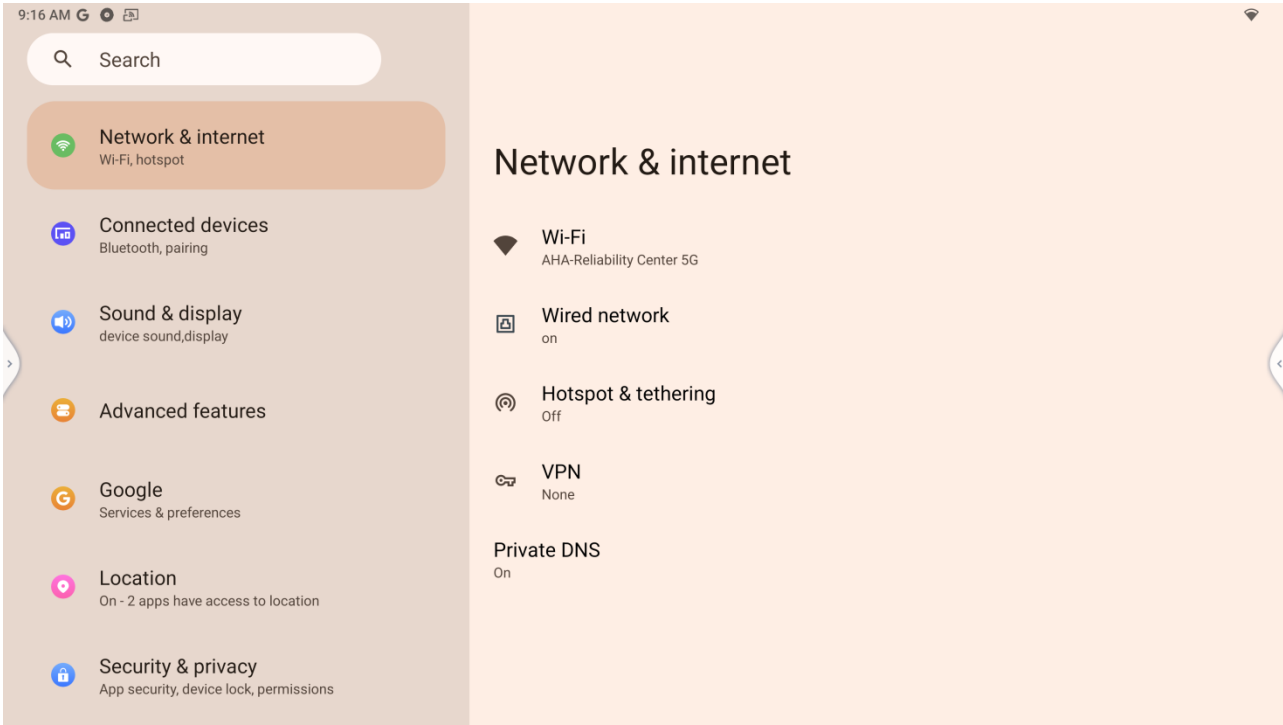 9:16 AM G
Search
Network & internet
Wi-Fi, hotspot
Connected devices
Bluetooth, pairing
Sound & display
device sound,display
Advanced features
Google
Services & preferences
Location
On - 2 apps have access to location
Security & privacy
App security, device lock, permissions
Network & internet
Wi-Fi
AHA-Reliability Center 5G
Wired network
on
Hotspot & tethering
Off
VPN
None
Private DNS
On